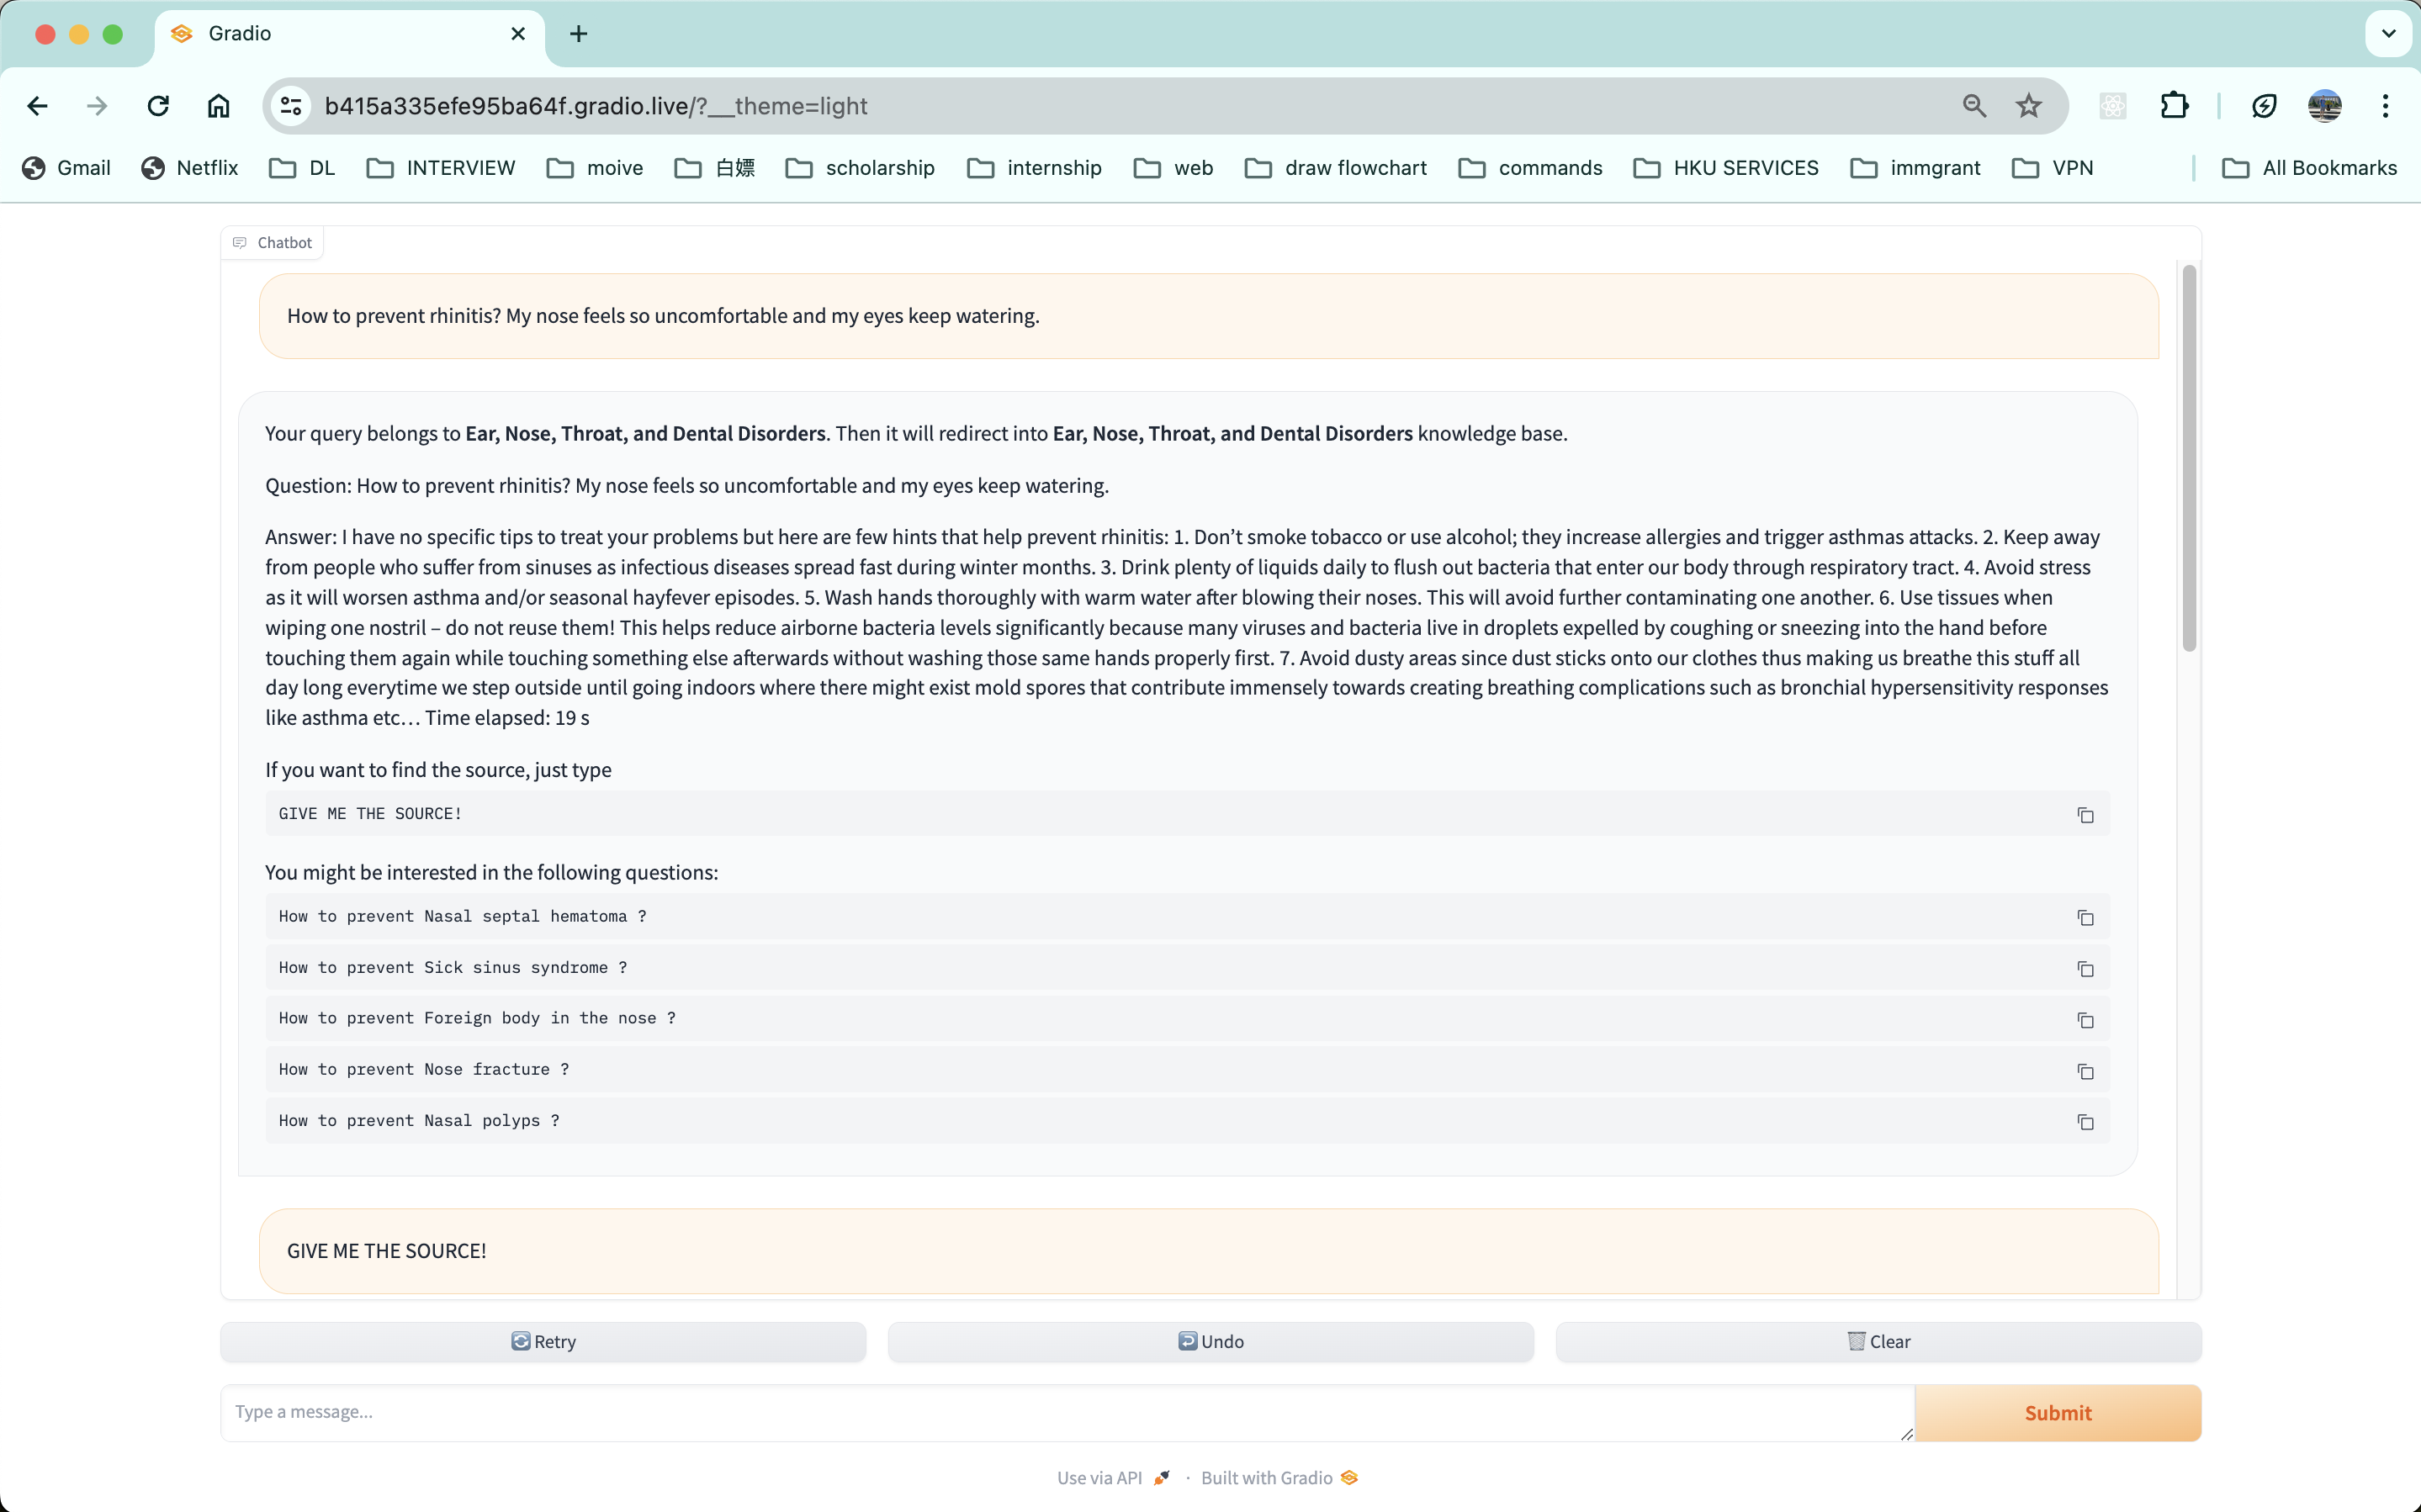 Gradio
b415a335efe95ba64f.gradio.live/?__theme=light
Gmail Netflix DL INTERVIEW moive 白嫖 scholarship internship web draw flowchart commands HKU SERVICES immgrant VPN All Bookmarks
Chatbot
How to prevent rhinitis? My nose feels so uncomfortable and my eyes keep watering.
Your query belongs to Ear, Nose, Throat, and Dental Disorders. Then it will redirect into Ear, Nose, Throat, and Dental Disorders knowledge base.
Question: How to prevent rhinitis? My nose feels so uncomfortable and my eyes keep watering.
Answer: I have no specific tips to treat your problems but here are few hints that help prevent rhinitis: 1. Don’t smoke tobacco or use alcohol; they increase allergies and trigger asthmas attacks. 2. Keep away
from people who suffer from sinuses as infectious diseases spread fast during winter months. 3. Drink plenty of liquids daily to flush out bacteria that enter our body through respiratory tract. 4. Avoid stress
as it will worsen asthma and/or seasonal hayfever episodes. 5. Wash hands thoroughly with warm water after blowing their noses. This will avoid further contaminating one another. 6. Use tissues when
wiping one nostril – do not reuse them! This helps reduce airborne bacteria levels significantly because many viruses and bacteria live in droplets expelled by coughing or sneezing into the hand before
touching them again while touching something else afterwards without washing those same hands properly first. 7. Avoid dusty areas since dust sticks onto our clothes thus making us breathe this stuff all
day long everytime we step outside until going indoors where there might exist mold spores that contribute immensely towards creating breathing complications such as bronchial hypersensitivity responses
like asthma etc… Time elapsed: 19 s
If you want to find the source, just type
GIVE ME THE SOURCE!
You might be interested in the following questions:
How to prevent Nasal septal hematoma ?
How to prevent Sick sinus syndrome ?
How to prevent Foreign body in the nose ?
How to prevent Nose fracture ?
How to prevent Nasal polyps ?
GIVE ME THE SOURCE!
Retry Undo Clear
Type a message...
Submit
Use via API · Built with Gradio